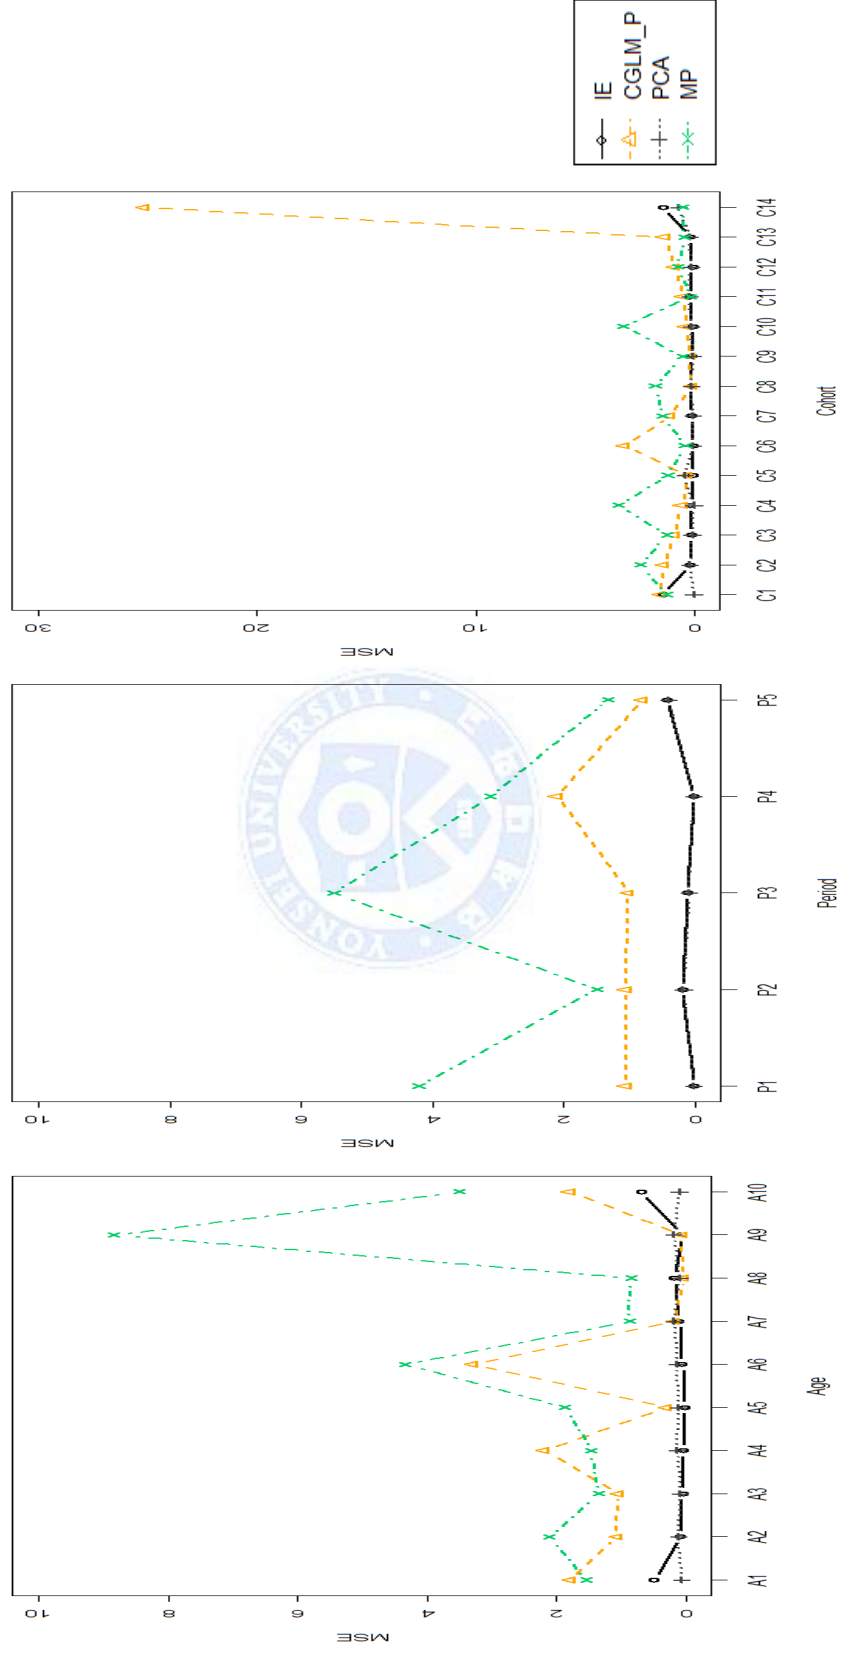 MSE
10
8
6
4
2
0
A1 A2 A3 A4 A5 A6 A7 A8 A9 A10
Age
MSE
10
8
6
4
2
0
P1 P2 P3 P4 P5
Period
MSE
30
20
10
0
C1 C2 C3 C4 C5 C6 C7 C8 C9 C10 C11 C12 C13 C14
Cohort
IE
CGLM_P
PCA
MP
YONSEI UNIVERSITY